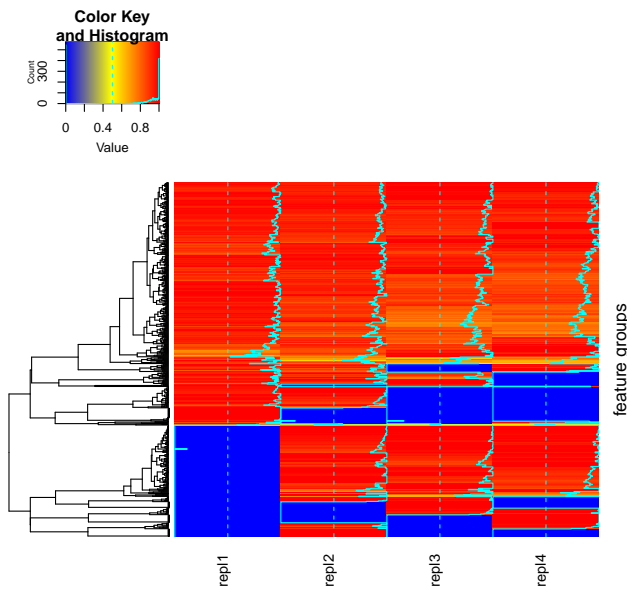 Color Key
and Histogram
Count
0 300
0 0.4 0.8
Value
feature groups
repl1 repl2 repl3 repl4